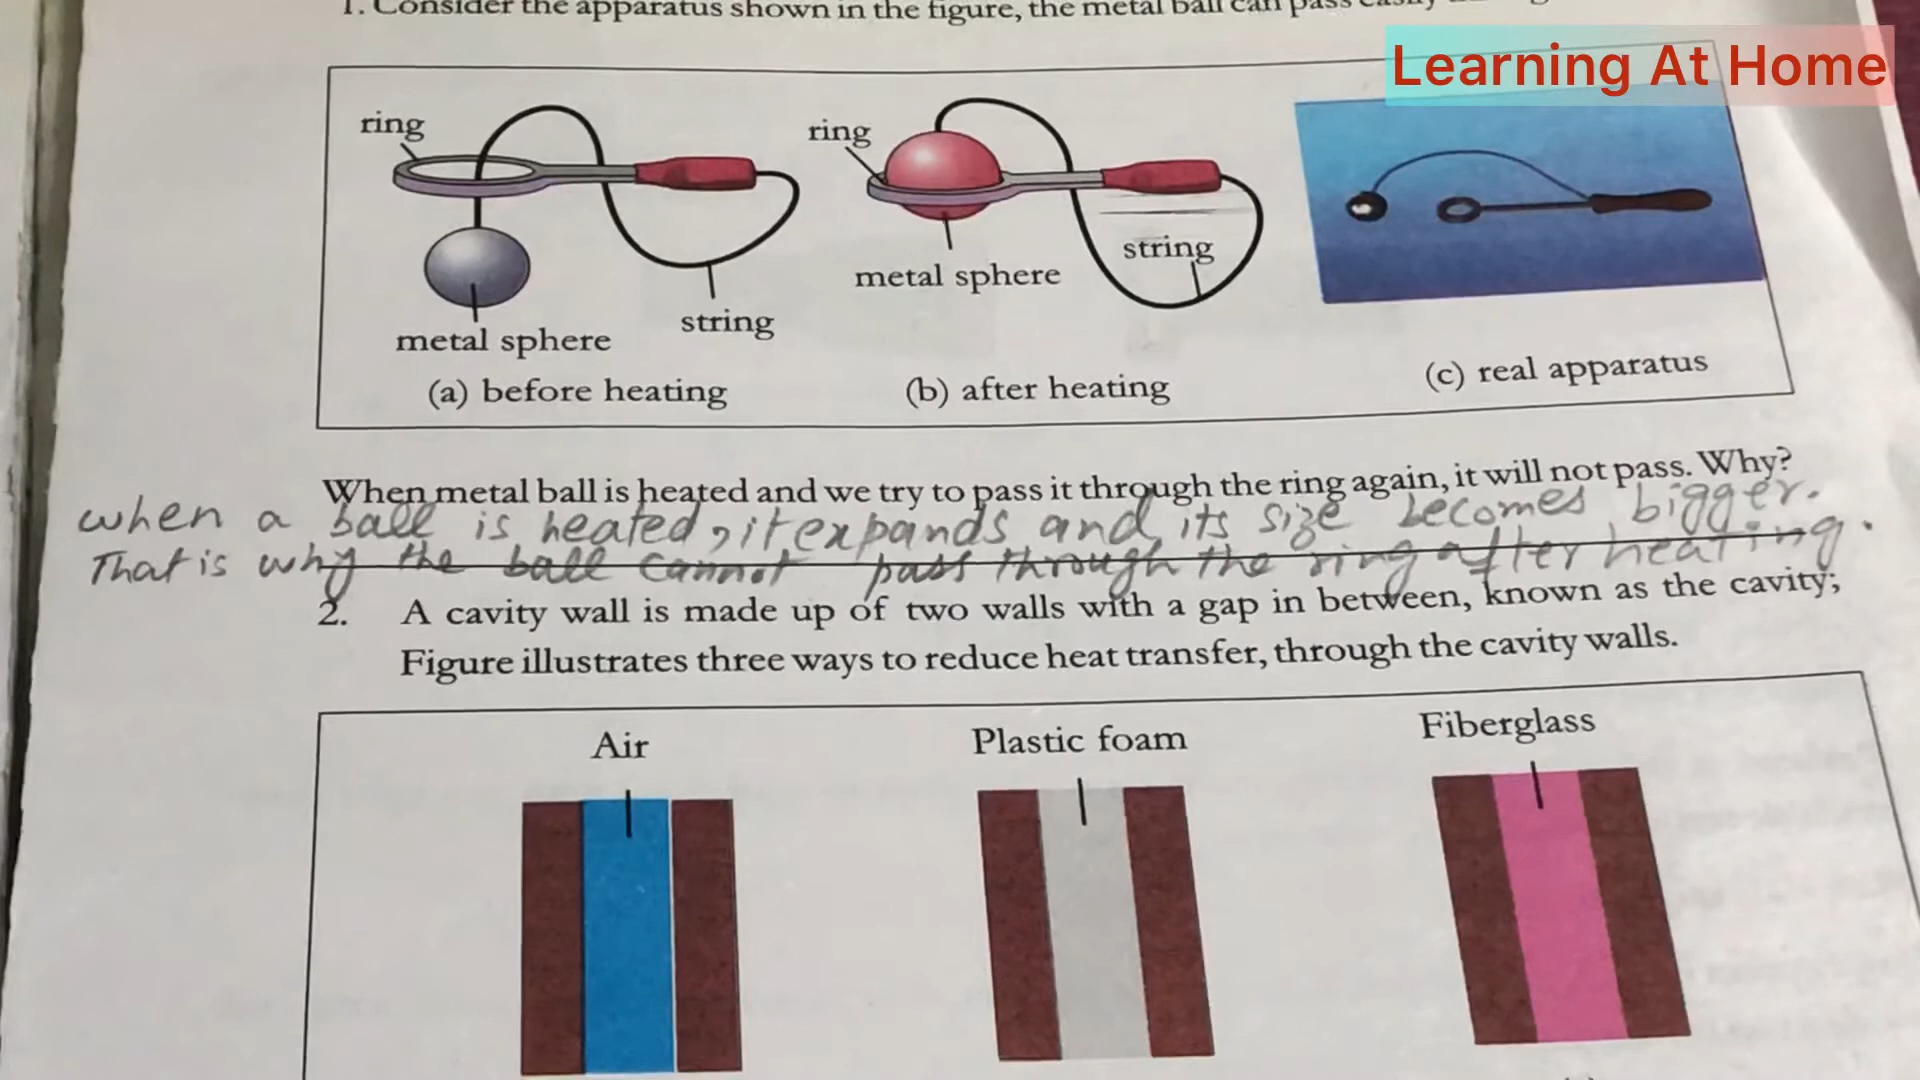 1. Consider the apparatus shown in the figure, the metal ball can pass
Learning At Home
ring
metal sphere
string
(a) before heating
ring
metal sphere
string
(b) after heating
(c) real apparatus
When metal ball is heated and we try to pass it through the ring again, it will not pass. Why?
when a ball is heated, it expands and its size becomes bigger.
That is why the ball cannot pass through the ring after heating.
2. A cavity wall is made up of two walls with a gap in between, known as the cavity;
Figure illustrates three ways to reduce heat transfer, through the cavity walls.
Air
Plastic foam
Fiberglass